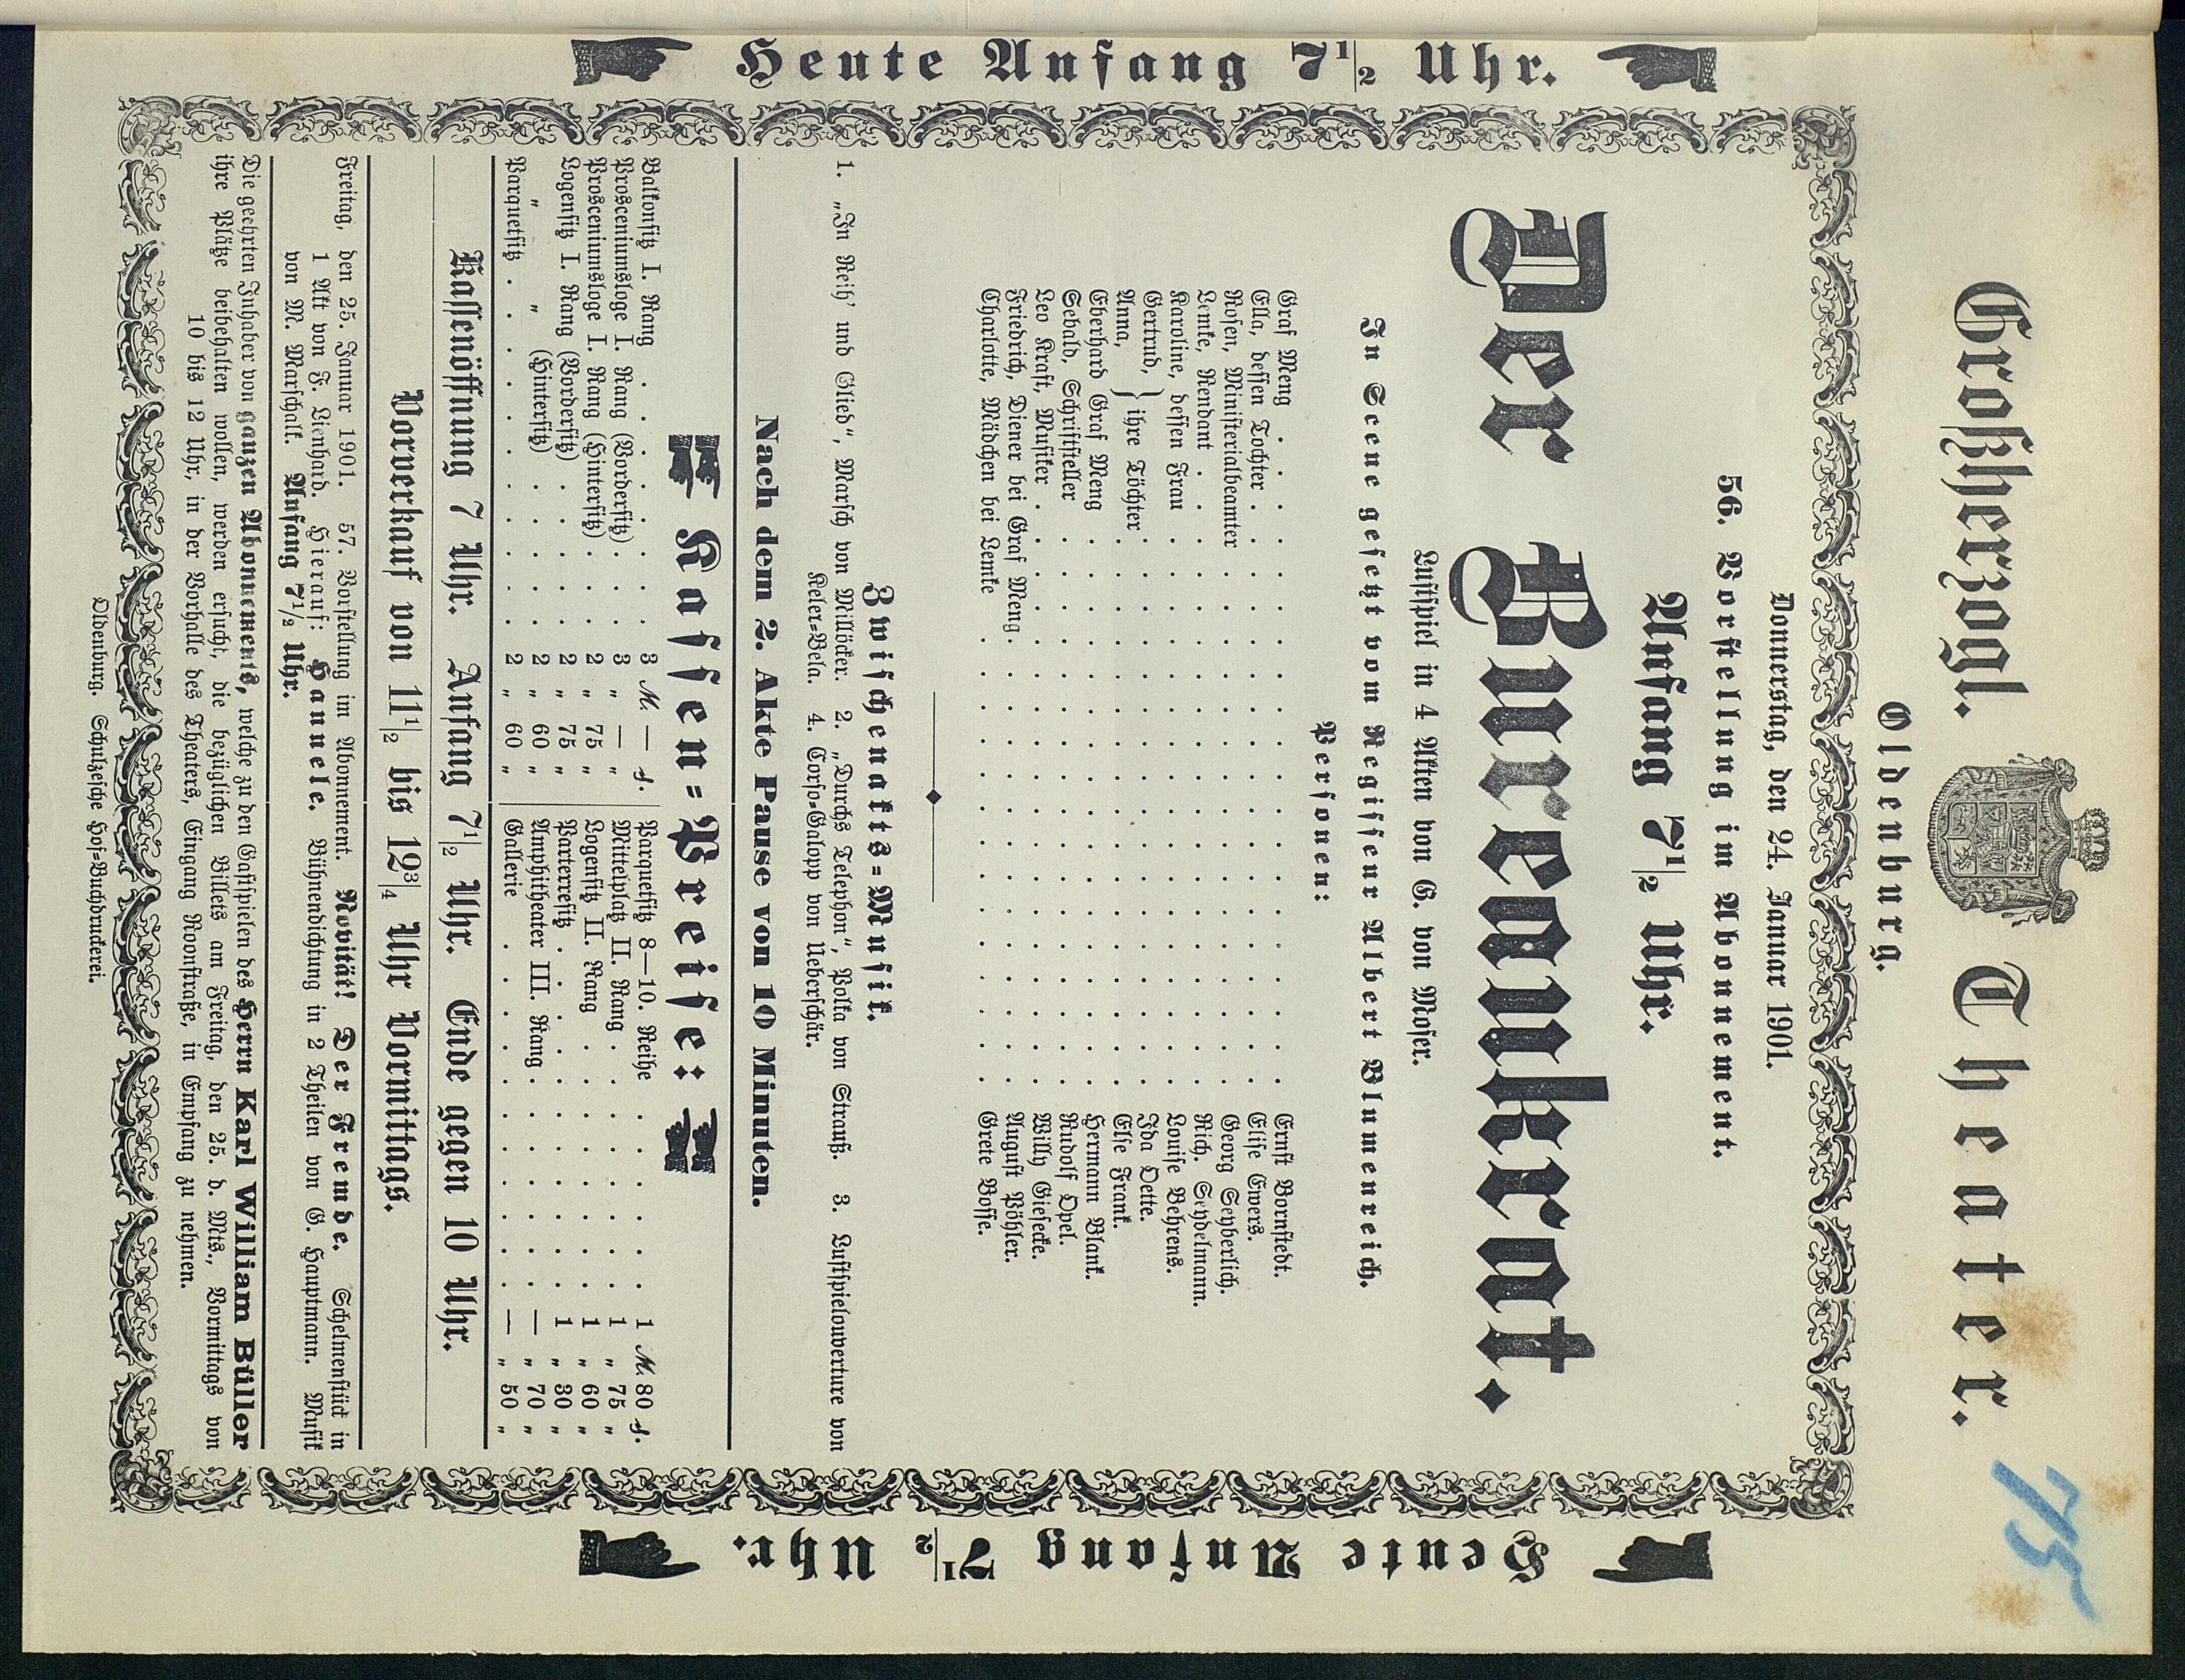 Großherzogl. Theater.
Oldenburg.
Donnerstag, den 24. Januar 1901.
56. Vorstellung im Abonnement.
Anfang 7½ Uhr.
Der Bureaukrat.
Lustspiel in 4 Akten von G. von Moser.
In Scene gesetzt vom Regisseur Albert Blumenreich.
Personen:
Graf Meng . . . Ernst Bornstedt.
Ella, dessen Tochter . . . Elise Ewers.
Rosen, Ministerialbeamter . . . Georg Seyberlich.
Lemke, Rendant . . . Rich. Seydelmann.
Karoline, dessen Frau . . . Louise Behrens.
Gertrud, } ihre Töchter . . . Ida Dette.
Anna, } . . . Else Frank.
Eberhard Graf Meng . . . Hermann Blank.
Sebald, Schriftsteller . . . Rudolf Opel.
Leo Kraft, Musiker . . . Willy Giesecke.
Friedrich, Diener bei Graf Meng . . . August Pöhler.
Charlotte, Mädchen bei Lemke . . . Grete Bosse.
Zwischenakts=Musik.
1. „In Reih' und Glied“, Marsch von Millöcker. 2. „Durchs Telephon“, Polka von Strauß. 3. Lustspielouverture von
Keler=Bela. 4. Corso=Galopp von Ueberschär.
Nach dem 2. Akte Pause von 10 Minuten.
Kassen=Preise:
Balkonsitz I. Rang . . . 3 M. — ₰.
Prosceniumsloge I. Rang (Vordersitz) . . . 3 „ — „
Prosceniumsloge I. Rang (Hintersitz) . . . 2 „ 75 „
Logensitz I. Rang (Vordersitz) . . . 2 „ 75 „
„ „ (Hintersitz) . . . 2 „ 60 „
Parquetsitz . . . 2 „ 60 „
Parquetsitz 8—10. Reihe . . . 1 M. 80 ₰.
Mittelplatz II. Rang . . . 1 „ 75 „
Logensitz II. Rang . . . 1 „ 60 „
Parterresitz . . . 1 „ 30 „
Amphitheater III. Rang . . . — „ 70 „
Gallerie . . . — „ 50 „
Kassenöffnung 7 Uhr. Anfang 7½ Uhr. Ende gegen 10 Uhr.
Vorverkauf von 11½ bis 12¾ Uhr Vormittags.
Freitag, den 25. Januar 1901. 57. Vorstellung im Abonnement. Novität! Der Fremde. Schelmenstück in
1 Akt von F. Lienhard. Hierauf: Hannele. Bühnendichtung in 2 Theilen von G. Hauptmann. Musik
von M. Marschalk. Anfang 7½ Uhr.
Die geehrten Inhaber von ganzen Abonnements, welche zu den Gastspielen des Herrn Karl William Büller
ihre Plätze beibehalten wollen, werden ersucht, die bezüglichen Billets am Freitag, den 25. d. Mts., Vormittags von
10 bis 12 Uhr, in der Vorhalle des Theaters, Eingang Roonstraße, in Empfang zu nehmen.
Oldenburg. Schulzesche Hof=Buchdruckerei.
Heute Anfang 7½ Uhr.
Heute Anfang 7½ Uhr.